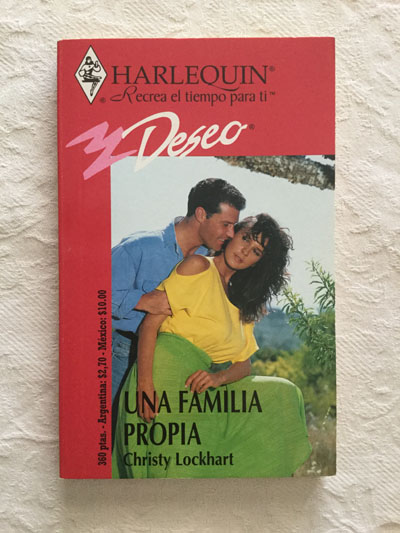 HARLEQUIN®
® Recrea el tiempo para ti™
Deseo®
360 ptas. - Argentina: $2,70 - México: $10.00
UNA FAMILIA
PROPIA
Christy Lockhart